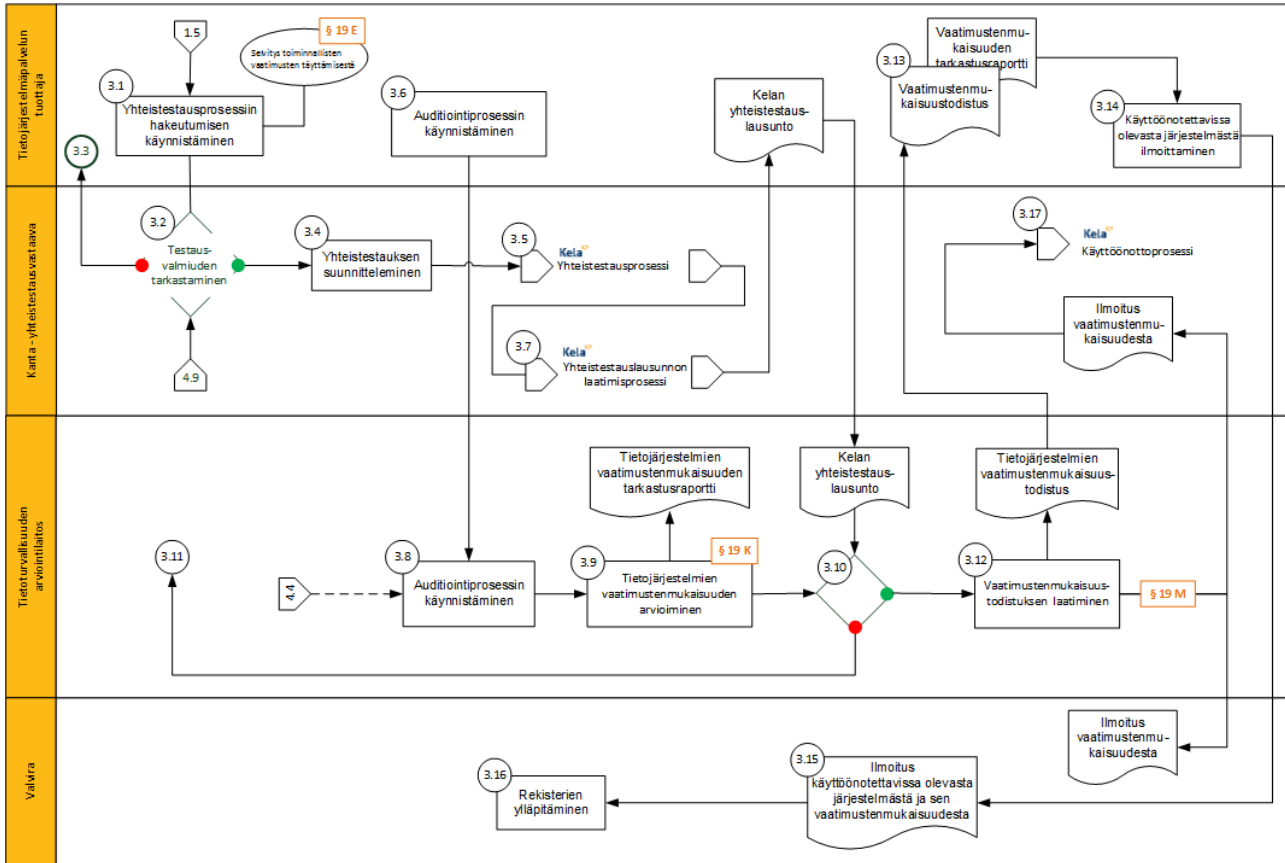 Tietojärjestelmäpalvelun
tuottaja
1.5
§ 19 E
Selvitys toiminnallisten
vaatimusten täyttämisestä
3.1
Yhteistestausprosessiin
hakeutumisen
käynnistäminen
3.3
3.6
Auditiointiprosessin
käynnistäminen
Kelan
yhteistestaus-
lausunto
Vaatimustenmu-
kaisuuden
tarkastusraportti
3.13
Vaatimustenmu-
kaisuustodistus
3.14
Käyttöönotettavissa
olevasta järjestelmästä
ilmoittaminen
Kanta - yhteistestausvastaava
3.2
Testaus-
valmiuden
tarkastaminen
4.9
3.4
Yhteistestauksen
suunnitteleminen
3.5
Kela
Yhteistestausprosessi
3.7
Kela
Yhteistestauslausunnon
laatimisprosessi
3.17
Kela
Käyttöönottoprosessi
Ilmoitus
vaatimustenmu-
kaisuudesta
Tietoturvallisuuden
arviointilaitos
3.11
4.4
3.8
Auditiointiprosessin
käynnistäminen
Tietojärjestelmien
vaatimustenmukaisuuden
tarkastusraportti
3.9
§ 19 K
Tietojärjestelmien
vaatimustenmukaisuuden
arvioiminen
Kelan
yhteistestaus-
lausunto
3.10
Tietojärjestelmien
vaatimustenmukaisuus-
todistus
3.12
Vaatimustenmukaisuus-
todistuksen laatiminen
§ 19 M
Valvira
3.16
Rekisterien
ylläpitäminen
3.15
Ilmoitus
käyttöönotettavissa olevasta
järjestelmästä ja sen
vaatimustenmukaisuudesta
Ilmoitus
vaatimustenmu-
kaisuudesta